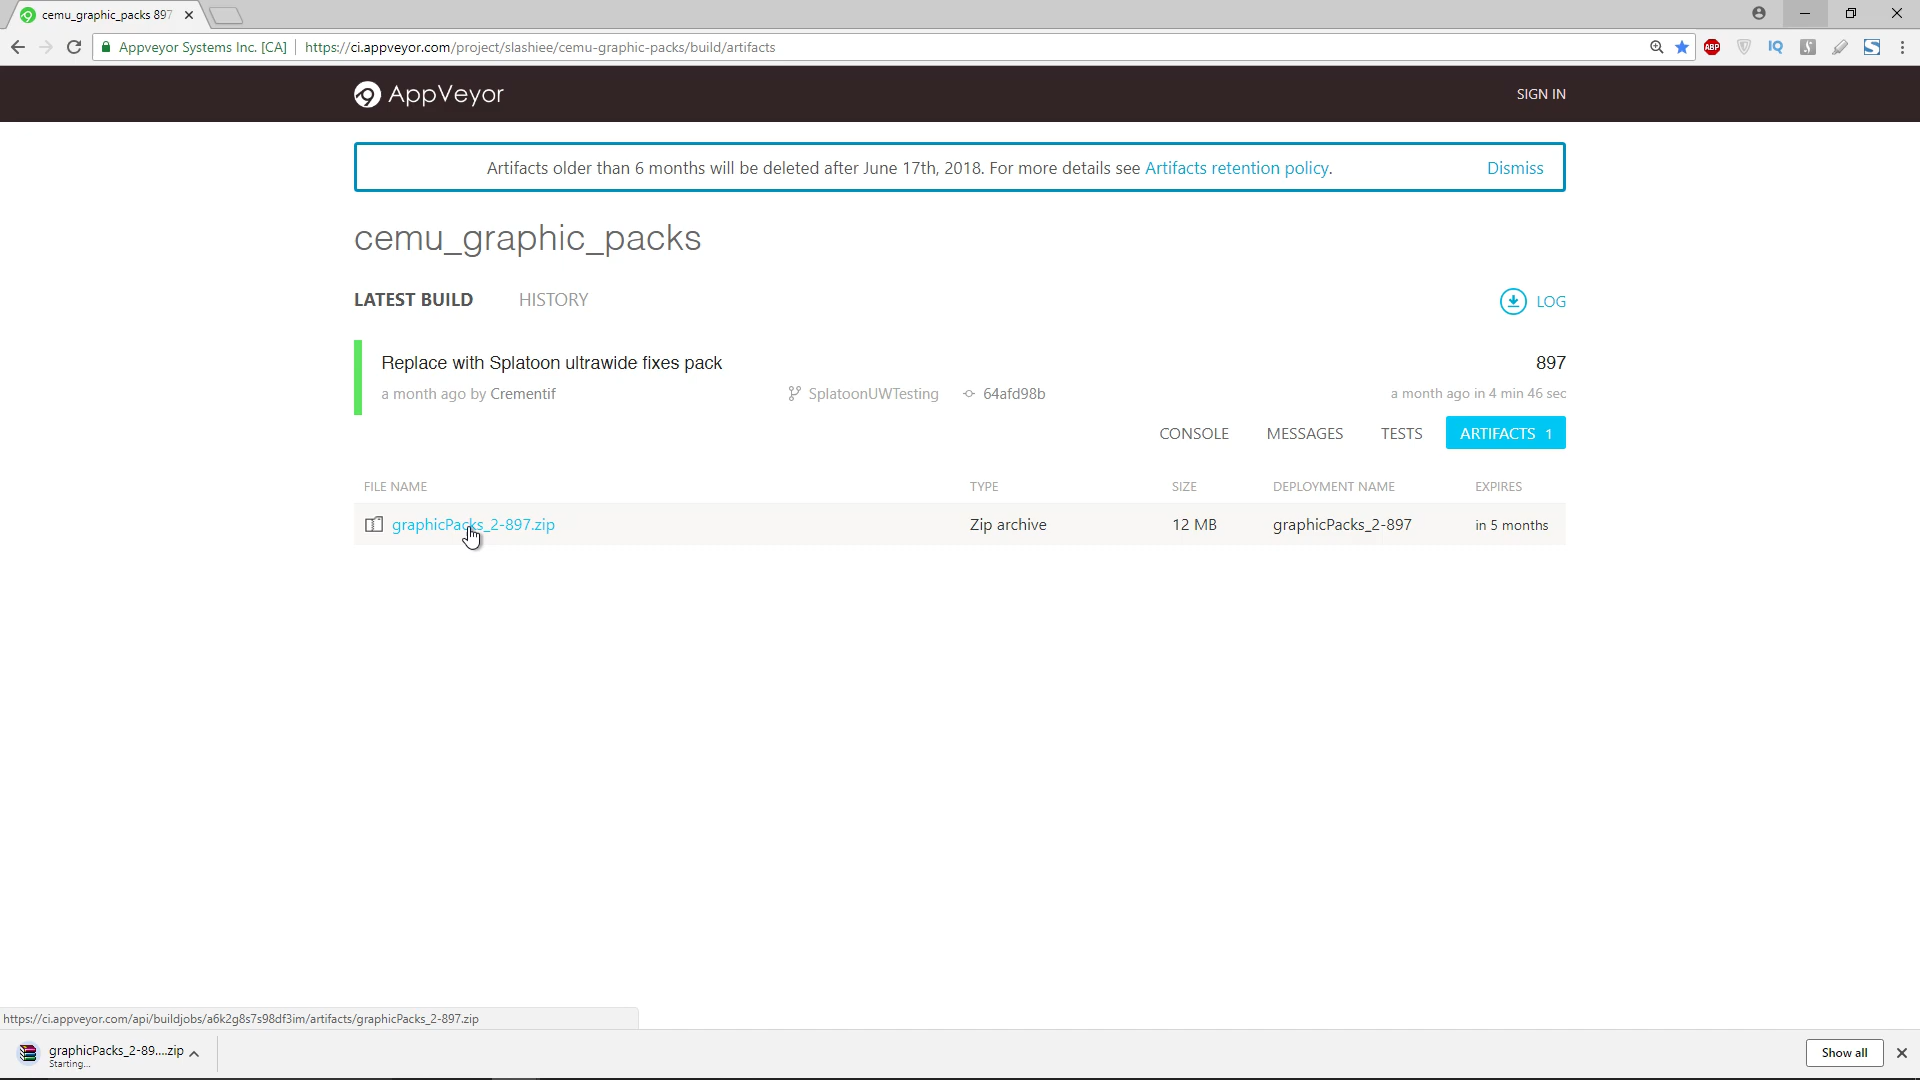 cemu_graphic_packs 897
Appveyor Systems Inc. [CA] https://ci.appveyor.com/project/slashiee/cemu-graphic-packs/build/artifacts
ABP
IQ
AppVeyor
SIGN IN
Artifacts older than 6 months will be deleted after June 17th, 2018. For more details see Artifacts retention policy.
Dismiss
cemu_graphic_packs
LATEST BUILD HISTORY
LOG
Replace with Splatoon ultrawide fixes pack 897
a month ago by Crementif SplatoonUWTesting 64afd98b a month ago in 4 min 46 sec
CONSOLE MESSAGES TESTS ARTIFACTS 1
FILE NAME TYPE SIZE DEPLOYMENT NAME EXPIRES
graphicPacks_2-897.zip Zip archive 12 MB graphicPacks_2-897 in 5 months
https://ci.appveyor.com/api/buildjobs/a6k2g8s7s98df3im/artifacts/graphicPacks_2-897.zip
graphicPacks_2-89....zip
Starting...
Show all